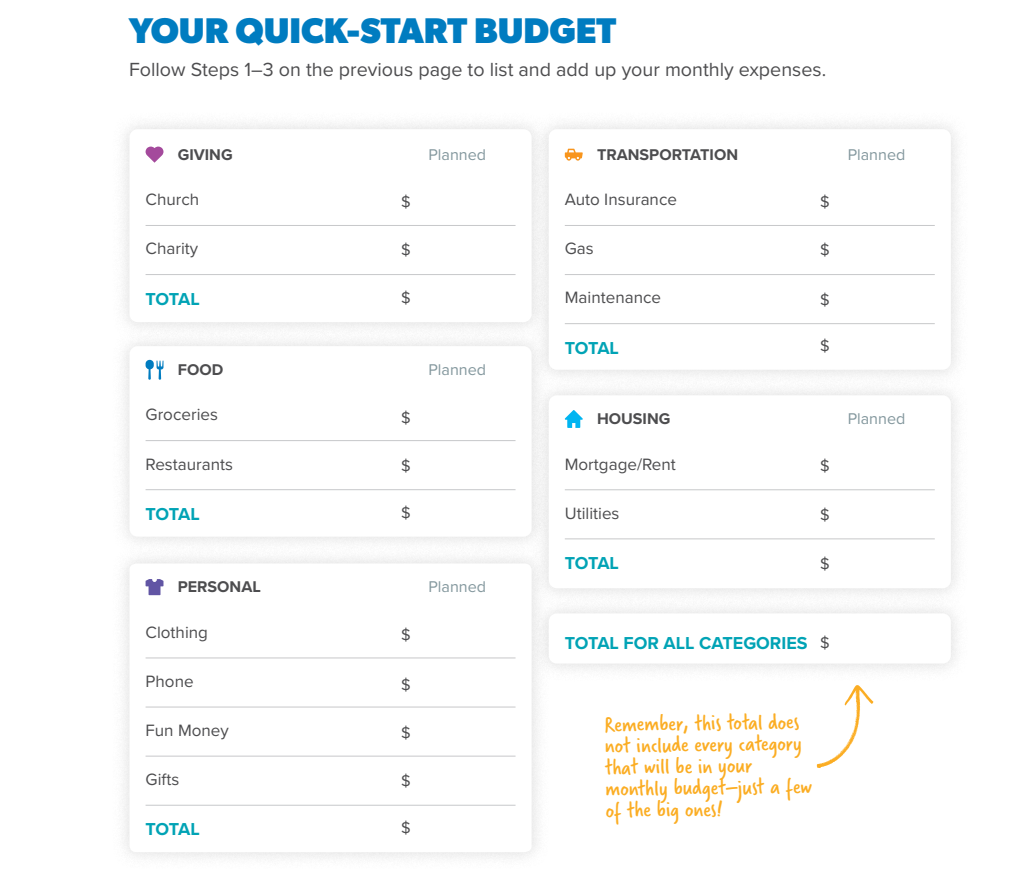 YOUR QUICK-START BUDGET
Follow Steps 1–3 on the previous page to list and add up your monthly expenses.
GIVING Planned
Church $
Charity $
TOTAL $
FOOD Planned
Groceries $
Restaurants $
TOTAL $
PERSONAL Planned
Clothing $
Phone $
Fun Money $
Gifts $
TOTAL $
TRANSPORTATION Planned
Auto Insurance $
Gas $
Maintenance $
TOTAL $
HOUSING Planned
Mortgage/Rent $
Utilities $
TOTAL $
TOTAL FOR ALL CATEGORIES $
Remember, this total does
not include every category
that will be in your
monthly budget—just a few
of the big ones!